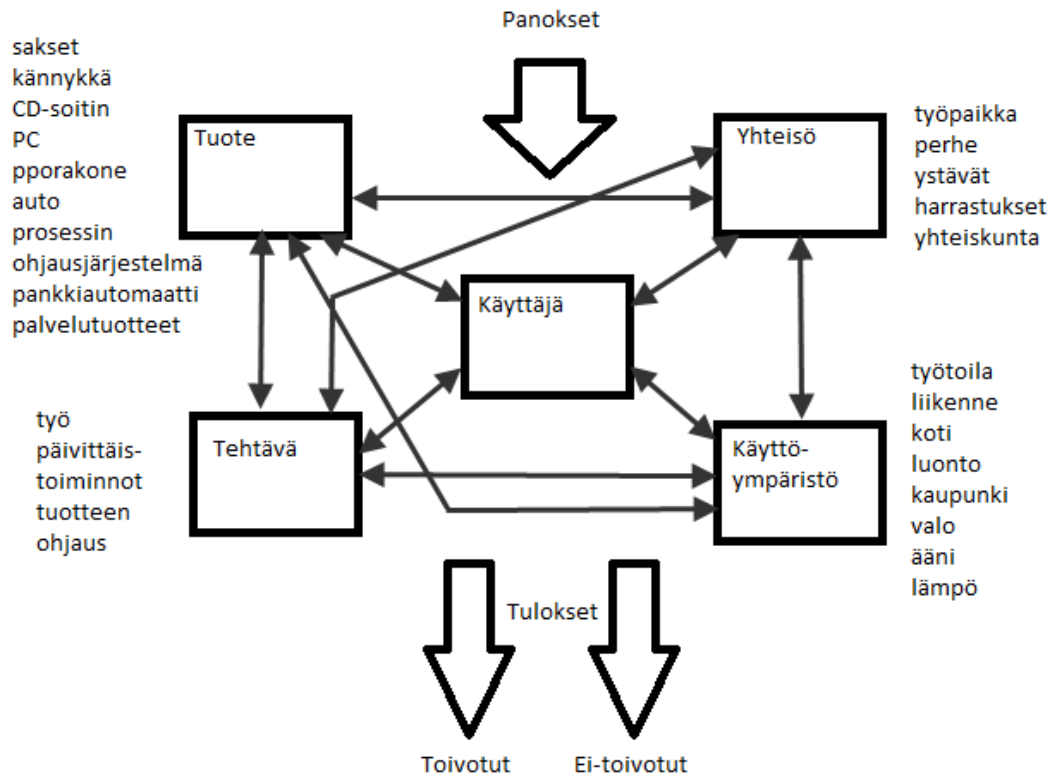 Panokset
sakset
kännykkä
CD-soitin
PC
pporakone
auto
prosessin
ohjausjärjestelmä
pankkiautomaatti
palvelutuotteet
Tuote
Yhteisö
työpaikka
perhe
ystävät
harrastukset
yhteiskunta
Käyttäjä
työ
päivittäis-
toiminnot
tuotteen
ohjaus
Tehtävä
Käyttö-
ympäristö
työtoila
liikenne
koti
luonto
kaupunki
valo
ääni
lämpö
Tulokset
Toivotut
Ei-toivotut